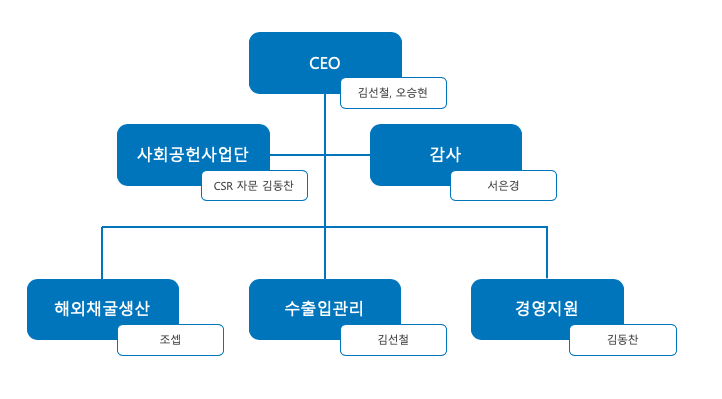 CEO
김선철, 오승현
사회공헌사업단
CSR 자문 김동찬
감사
서은경
해외채굴생산
조셉
수출입관리
김선철
경영지원
김동찬